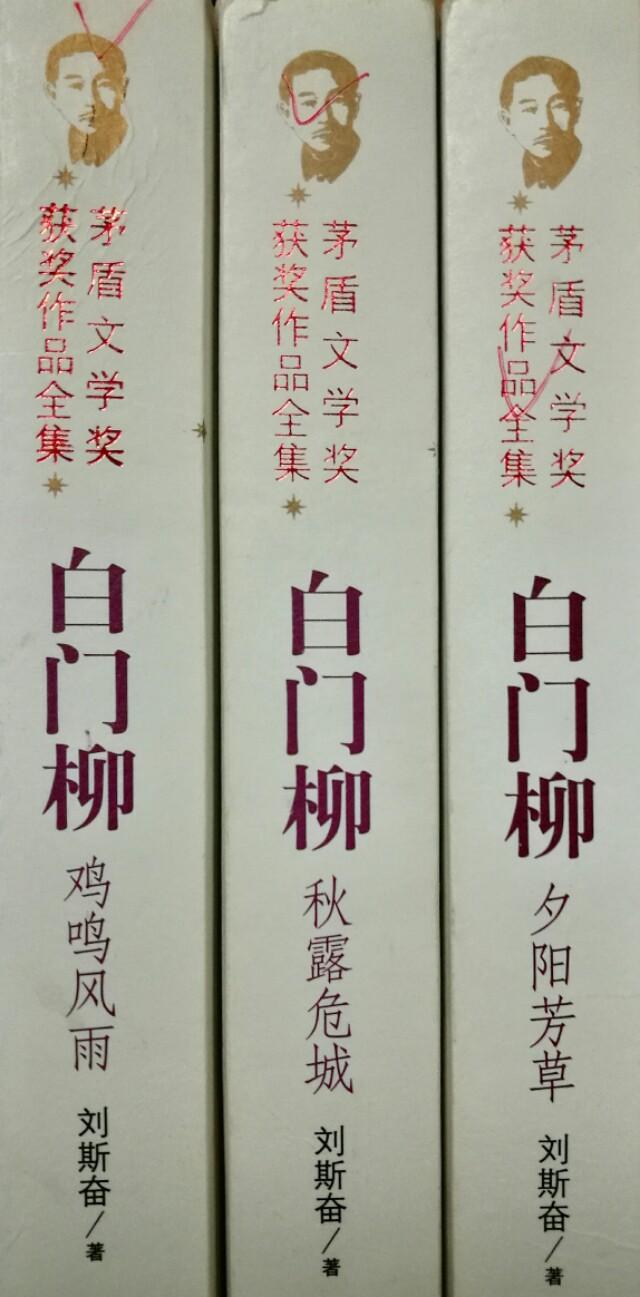 茅盾文学奖
获奖作品全集
白门柳
鸡鸣风雨
刘斯奋/著
茅盾文学奖
获奖作品全集
白门柳
秋露危城
刘斯奋/著
茅盾文学奖
获奖作品全集
白门柳
夕阳芳草
刘斯奋/著